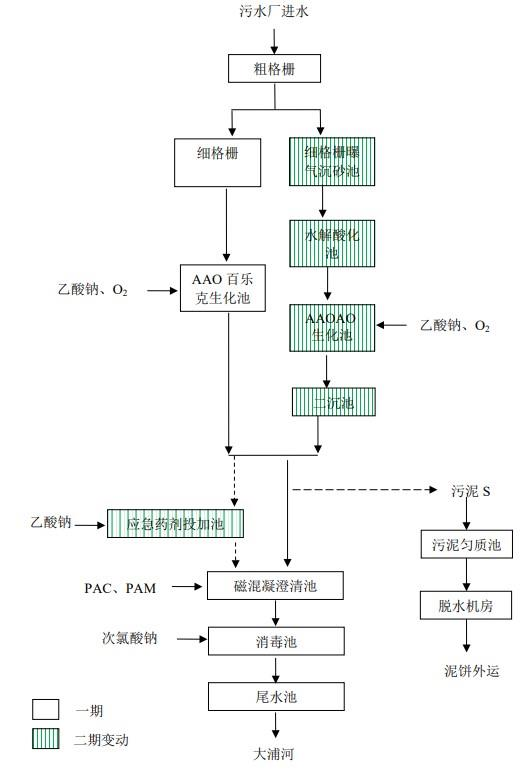 污水厂进水
粗格栅
细格栅
细格栅曝
气沉砂池
水解酸化
池
乙酸钠、O₂
AAO 百乐
克生化池
AAOAO
生化池
乙酸钠、O₂
二沉池
污泥 S
乙酸钠
应急药剂投加池
污泥匀质池
PAC、PAM
磁混凝澄清池
脱水机房
次氯酸钠
消毒池
泥饼外运
尾水池
一期
二期变动
大浦河